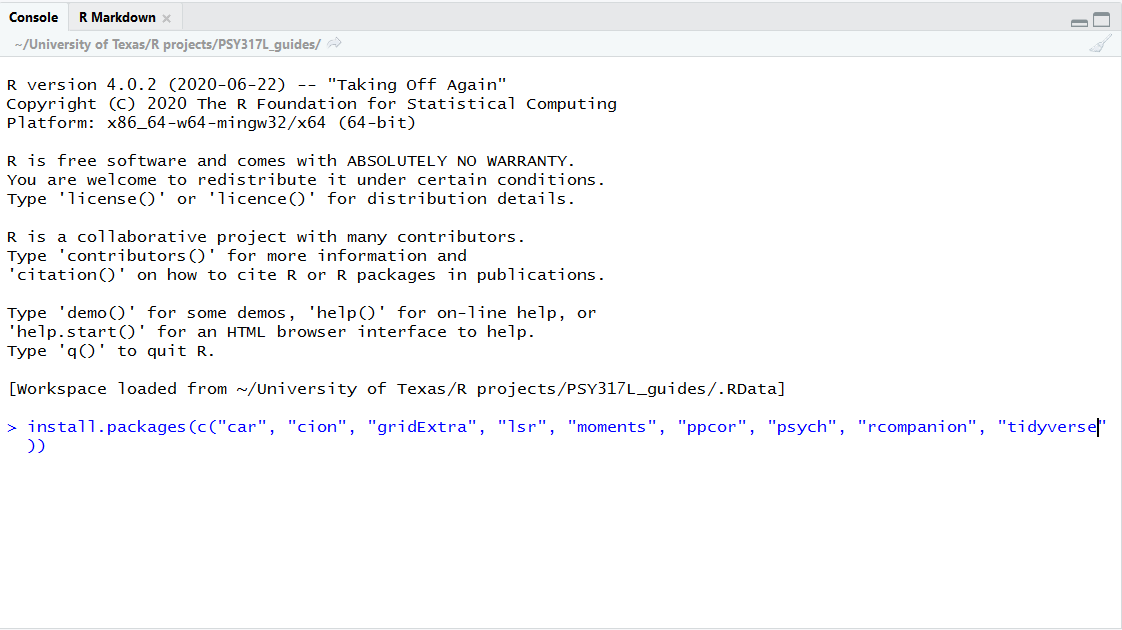 Console R Markdown
~/University of Texas/R projects/PSY317L_guides/
R version 4.0.2 (2020-06-22) -- "Taking Off Again"
Copyright (C) 2020 The R Foundation for Statistical Computing
Platform: x86_64-w64-mingw32/x64 (64-bit)
R is free software and comes with ABSOLUTELY NO WARRANTY.
You are welcome to redistribute it under certain conditions.
Type 'license()' or 'licence()' for distribution details.
R is a collaborative project with many contributors.
Type 'contributors()' for more information and
'citation()' on how to cite R or R packages in publications.
Type 'demo()' for some demos, 'help()' for on-line help, or
'help.start()' for an HTML browser interface to help.
Type 'q()' to quit R.
[Workspace loaded from ~/University of Texas/R projects/PSY317L_guides/.RData]
> install.packages(c("car", "cion", "gridExtra", "lsr", "moments", "ppcor", "psych", "rcompanion", "tidyverse"
))